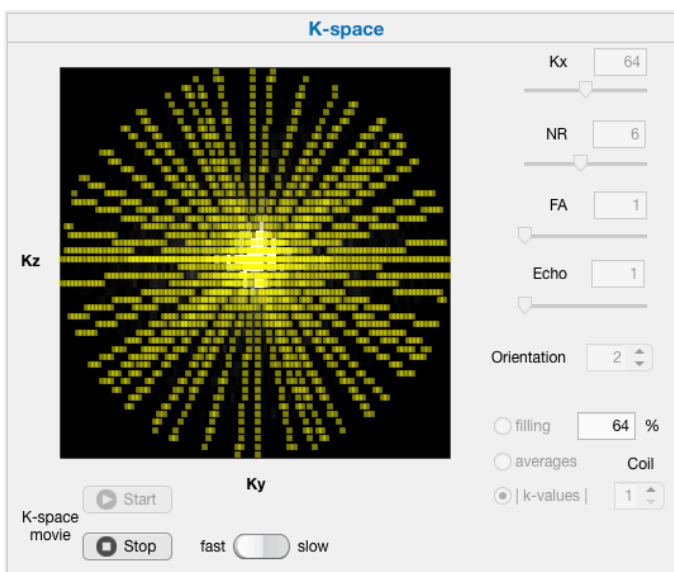 K-space
Kx 64
NR 6
FA 1
Kz
Echo 1
Orientation 2
filling 64 %
averages Coil
Ky
| k-values | 1
Start
K-space
movie
Stop fast slow